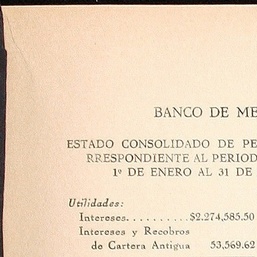 BANCO DE ME
ESTADO CONSOLIDADO DE PE
RRESPONDIENTE AL PERIOD
1º DE ENERO AL 31 DE
Utilidades:
Intereses..........$2.274,585.50
Intereses y Recobros
de Cartera Antigua 53,569.62